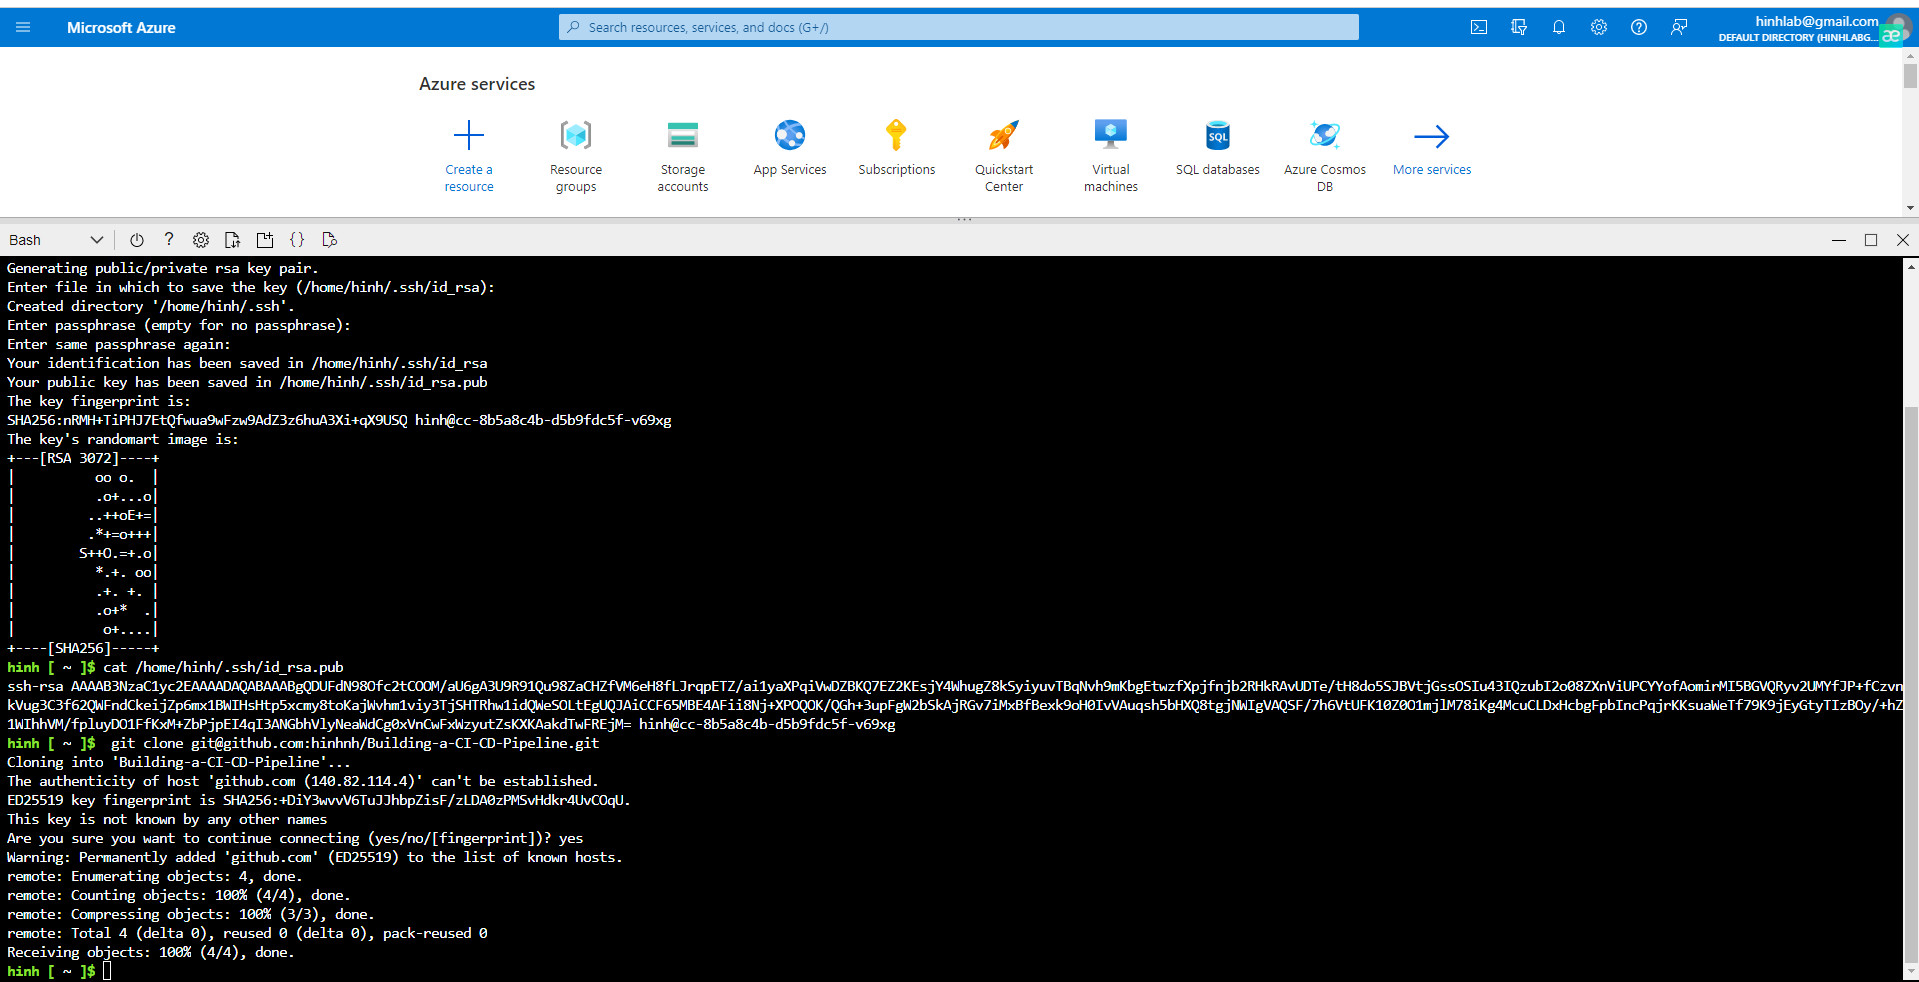 Microsoft Azure
Search resources, services, and docs (G+/)
hinhlab@gmail.com
DEFAULT DIRECTORY (HINHLABG...
æ
Azure services
Create a resource
Resource groups
Storage accounts
App Services
Subscriptions
Quickstart Center
Virtual machines
SQL
SQL databases
Azure Cosmos DB
More services
Bash
Generating public/private rsa key pair.
Enter file in which to save the key (/home/hinh/.ssh/id_rsa):
Created directory '/home/hinh/.ssh'.
Enter passphrase (empty for no passphrase):
Enter same passphrase again:
Your identification has been saved in /home/hinh/.ssh/id_rsa
Your public key has been saved in /home/hinh/.ssh/id_rsa.pub
The key fingerprint is:
SHA256:nRMH+TiPHJ7EtQfwua9wFzw9AdZ3z6huA3Xi+qX9USQ hinh@cc-8b5a8c4b-d5b9fdc5f-v69xg
The key's randomart image is:
+---[RSA 3072]----+
|          oo o.  |
|          .o+...o|
|         ..++oE+=|
|         .*+=o+++|
|        S++O.=+.o|
|          *.+. oo|
|          .+. +. |
|          .o+*  .|
|           o+....|
+----[SHA256]-----+
hinh [ ~ ]$ cat /home/hinh/.ssh/id_rsa.pub
ssh-rsa AAAAB3NzaC1yc2EAAAADAQABAAABgQDUFdN98Ofc2tCOOM/aU6gA3U9R91Qu98ZaCHZfVM6eH8fLJrqpETZ/ai1yaXPqiVwDZBKQ7EZ2KEsjY4WhugZ8kSyiyuvTBqNvh9mKbgEtwzfXpjfnjb2RHkRAvUDTe/tH8do5SJBVtjGssOSIu43IQzubI2o08ZXnViUPCYYofAomirMI5BGVQRyv2UMYfJP+fCzvn
kVug3C3f62QWFndCkeijZp6mx1BWIHsHtp5xcmy8toKajWvhm1viy3TjSHTRhw1idQWeSOLtEgUQJAiCCF65MBE4AFii8Nj+XPOQOK/QGh+3upFgW2bSkAjRGv7iMxBfBexk9oH0IvVAuqsh5bHXQ8tgjNWIgVAQSF/7h6VtUFK10Z0O1mjlM78iKg4McuCLDxHcbgFpbIncPqjrKKsuaWeTf79K9jEyGtyTIzBOy/+hZ
1WIhhVM/fpluyDO1FfKxM+ZbPjpEI4qI3ANGbhVlyNeaWdCg0xVnCwFxWzyutZsKXKAakdTwFREjM= hinh@cc-8b5a8c4b-d5b9fdc5f-v69xg
hinh [ ~ ]$  git clone git@github.com:hinhnh/Building-a-CI-CD-Pipeline.git
Cloning into 'Building-a-CI-CD-Pipeline'...
The authenticity of host 'github.com (140.82.114.4)' can't be established.
ED25519 key fingerprint is SHA256:+DiY3wvvV6TuJJhbpZisF/zLDA0zPMSvHdkr4UvCOqU.
This key is not known by any other names
Are you sure you want to continue connecting (yes/no/[fingerprint])? yes
Warning: Permanently added 'github.com' (ED25519) to the list of known hosts.
remote: Enumerating objects: 4, done.
remote: Counting objects: 100% (4/4), done.
remote: Compressing objects: 100% (3/3), done.
remote: Total 4 (delta 0), reused 0 (delta 0), pack-reused 0
Receiving objects: 100% (4/4), done.
hinh [ ~ ]$